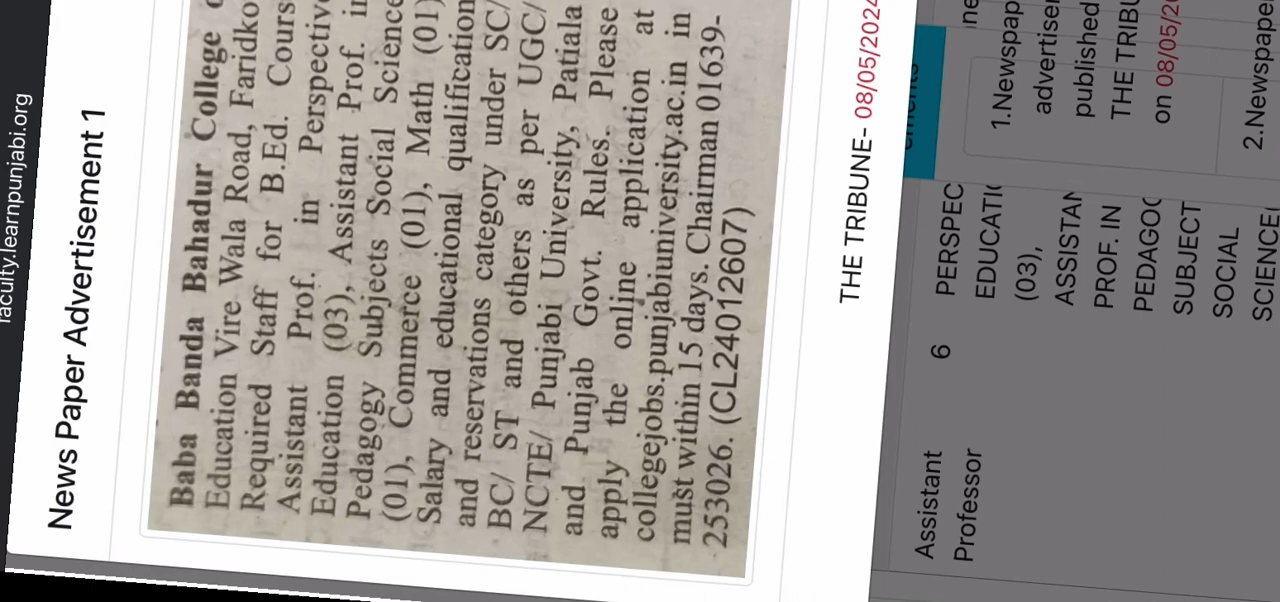 faculty.learnpunjabi.org
News Paper Advertisement 1
Baba Banda Bahadur College
Education Vire Wala Road, Faridko
Required Staff for B.Ed. Cours
Assistant Prof. in Perspective
Education (03), Assistant Prof. in
Pedagogy Subjects Social Science
(01), Commerce (01), Math (01)
Salary and educational qualification
and reservations category under SC/
BC/ ST and others as per UGC/
NCTE/ Punjabi University, Patiala
and Punjab Govt. Rules. Please
apply the online application at
collegejobs.punjabiuniversity.ac.in in
must within 15 days. Chairman 01639-
253026. (CL24012607)
THE TRIBUNE- 08/05/2024
Assistant
Professor
6
PERSPEC
EDUCATI
(03),
ASSISTAN
PROF. IN
PEDAGOG
SUBJECT
SOCIAL
SCIENCE
1.Newspap
advertiser
published
THE TRIBU
on 08/05/20
2.Newspaper